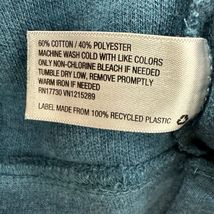 60% COTTON / 40% POLYESTER
MACHINE WASH COLD WITH LIKE COLORS
ONLY NON-CHLORINE BLEACH IF NEEDED
TUMBLE DRY LOW, REMOVE PROMPTLY
WARM IRON IF NEEDED
RN17730 VN1215289
LABEL MADE FROM 100% RECYCLED PLASTIC